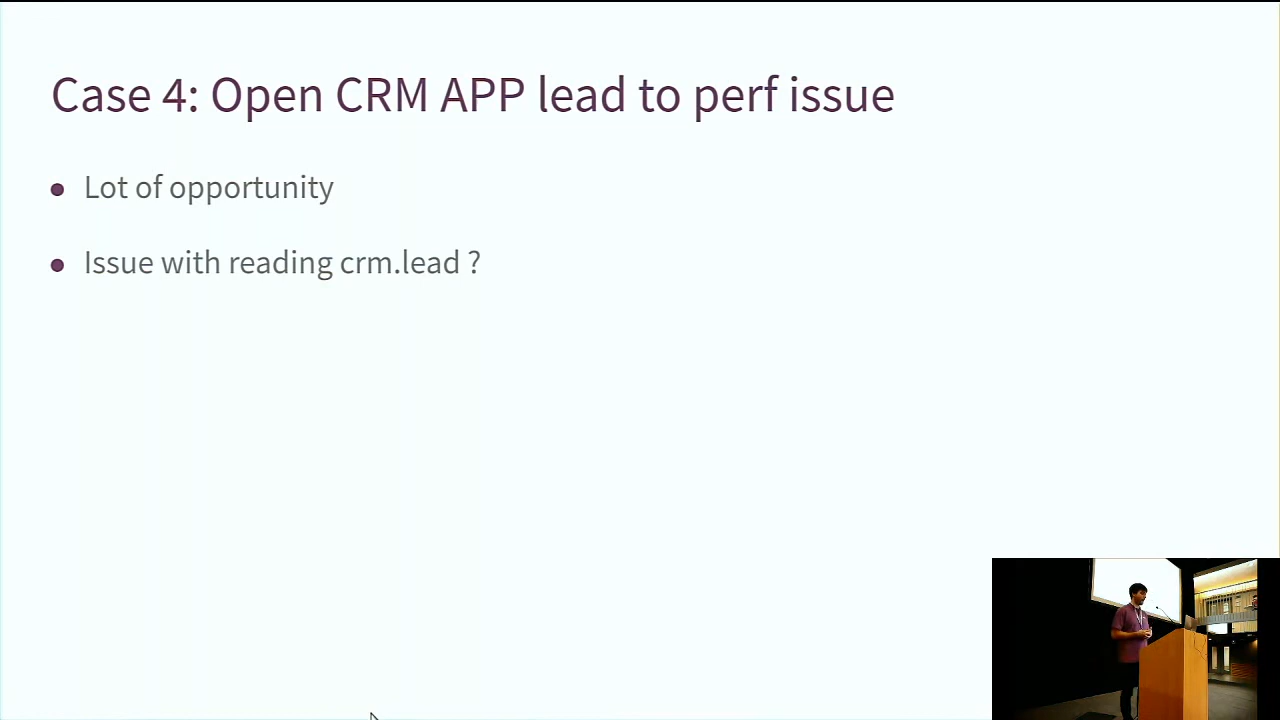 Case 4: Open CRM APP lead to perf issue
Lot of opportunity
Issue with reading crm.lead ?